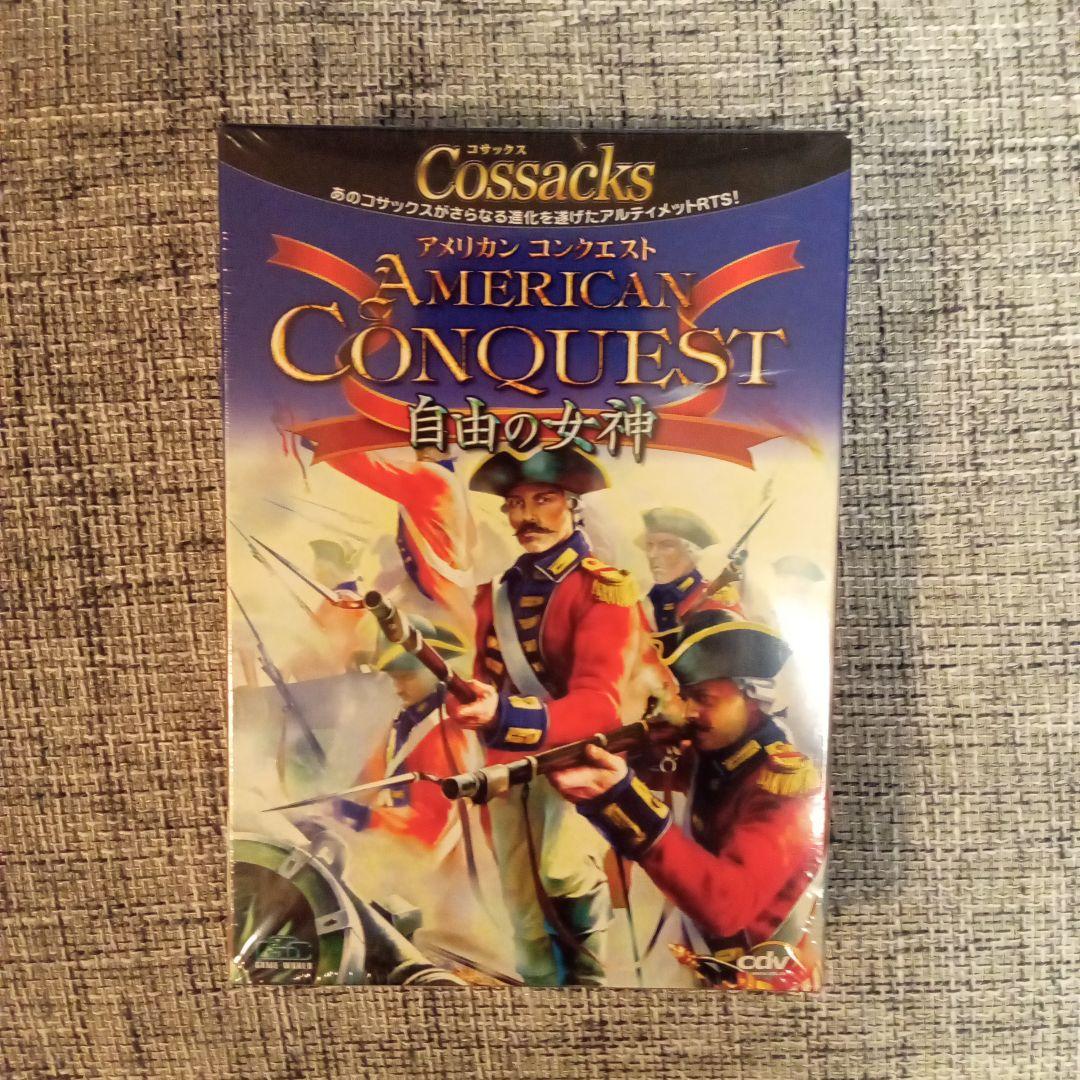 コサックス
Cossacks
あのコサックスがさらなる進化を遂げたアルティメットRTS!
アメリカン コンクエスト
AMERICAN
CONQUEST
自由の女神
GAME WORLD
cdv